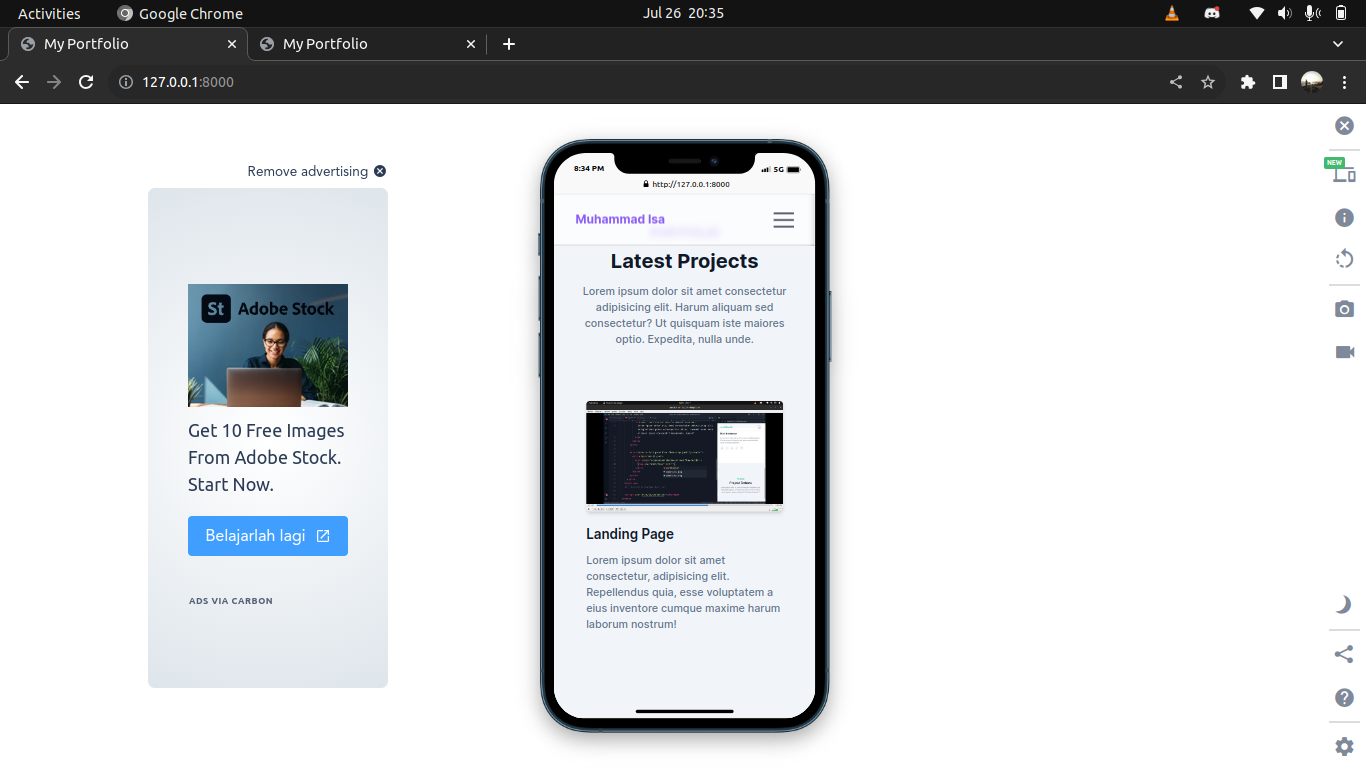 Activities
Google Chrome
Jul 26 20:35
My Portfolio
My Portfolio
127.0.0.1:8000
Remove advertising
St Adobe Stock
Get 10 Free Images
From Adobe Stock.
Start Now.
Belajarlah lagi
ADS VIA CARBON
8:34 PM
5G
http://127.0.0.1:8000
Muhammad Isa
Latest Projects
Lorem ipsum dolor sit amet consectetur
adipisicing elit. Harum aliquam sed
consectetur? Ut quisquam iste maiores
optio. Expedita, nulla unde.
Landing Page
Lorem ipsum dolor sit amet
consectetur, adipisicing elit.
Repellendus quia, esse voluptatem a
eius inventore cumque maxime harum
laborum nostrum!
NEW